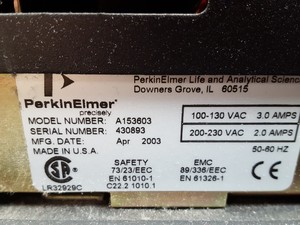 PerkinElmer Life and Analytical Scienc
Downers Grove, IL 60515
PerkinElmer
precisely
MODEL NUMBER: A153603
SERIAL NUMBER: 430893
MFG. DATE: Apr 2003
MADE IN U.S.A.
100-130 VAC 3.0 AMPS
200-230 VAC 2.0 AMPS
50-60 HZ
SAFETY
73/23/EEC
EN 61010-1
C22.2 1010.1
EMC
89/336/EEC
EN 61326-1
LR32929C